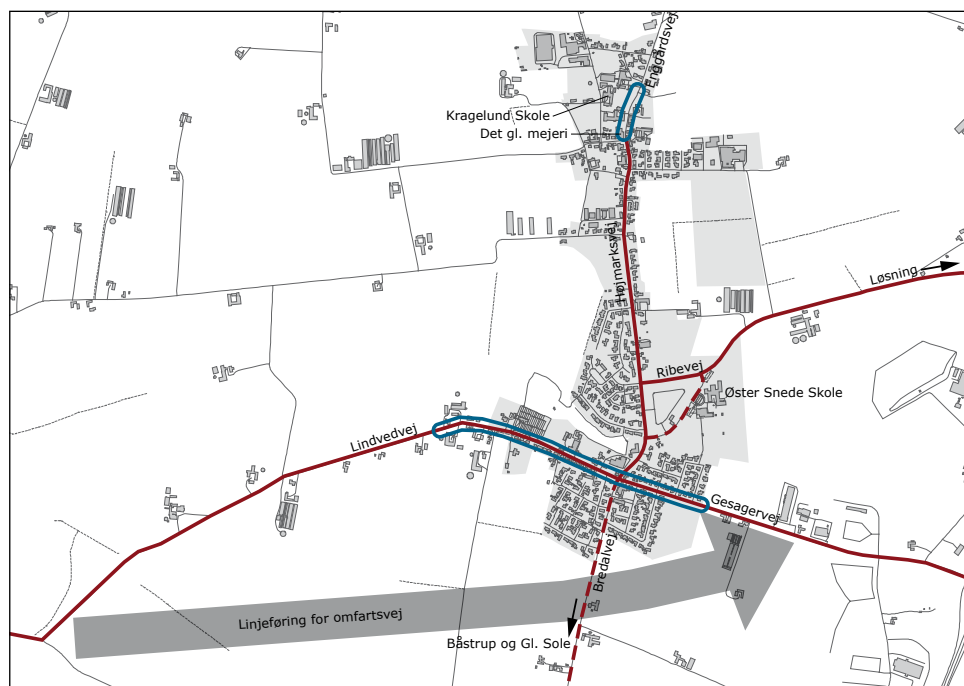 Enggårdsvej
Kragelund Skole
Det gl. mejeri
Højmarksvej
Løsning
Ribevej
Øster Snede Skole
Lindvedvej
Gesagervej
Bredalvej
Linjeføring for omfartsvej
Båstrup og Gl. Sole